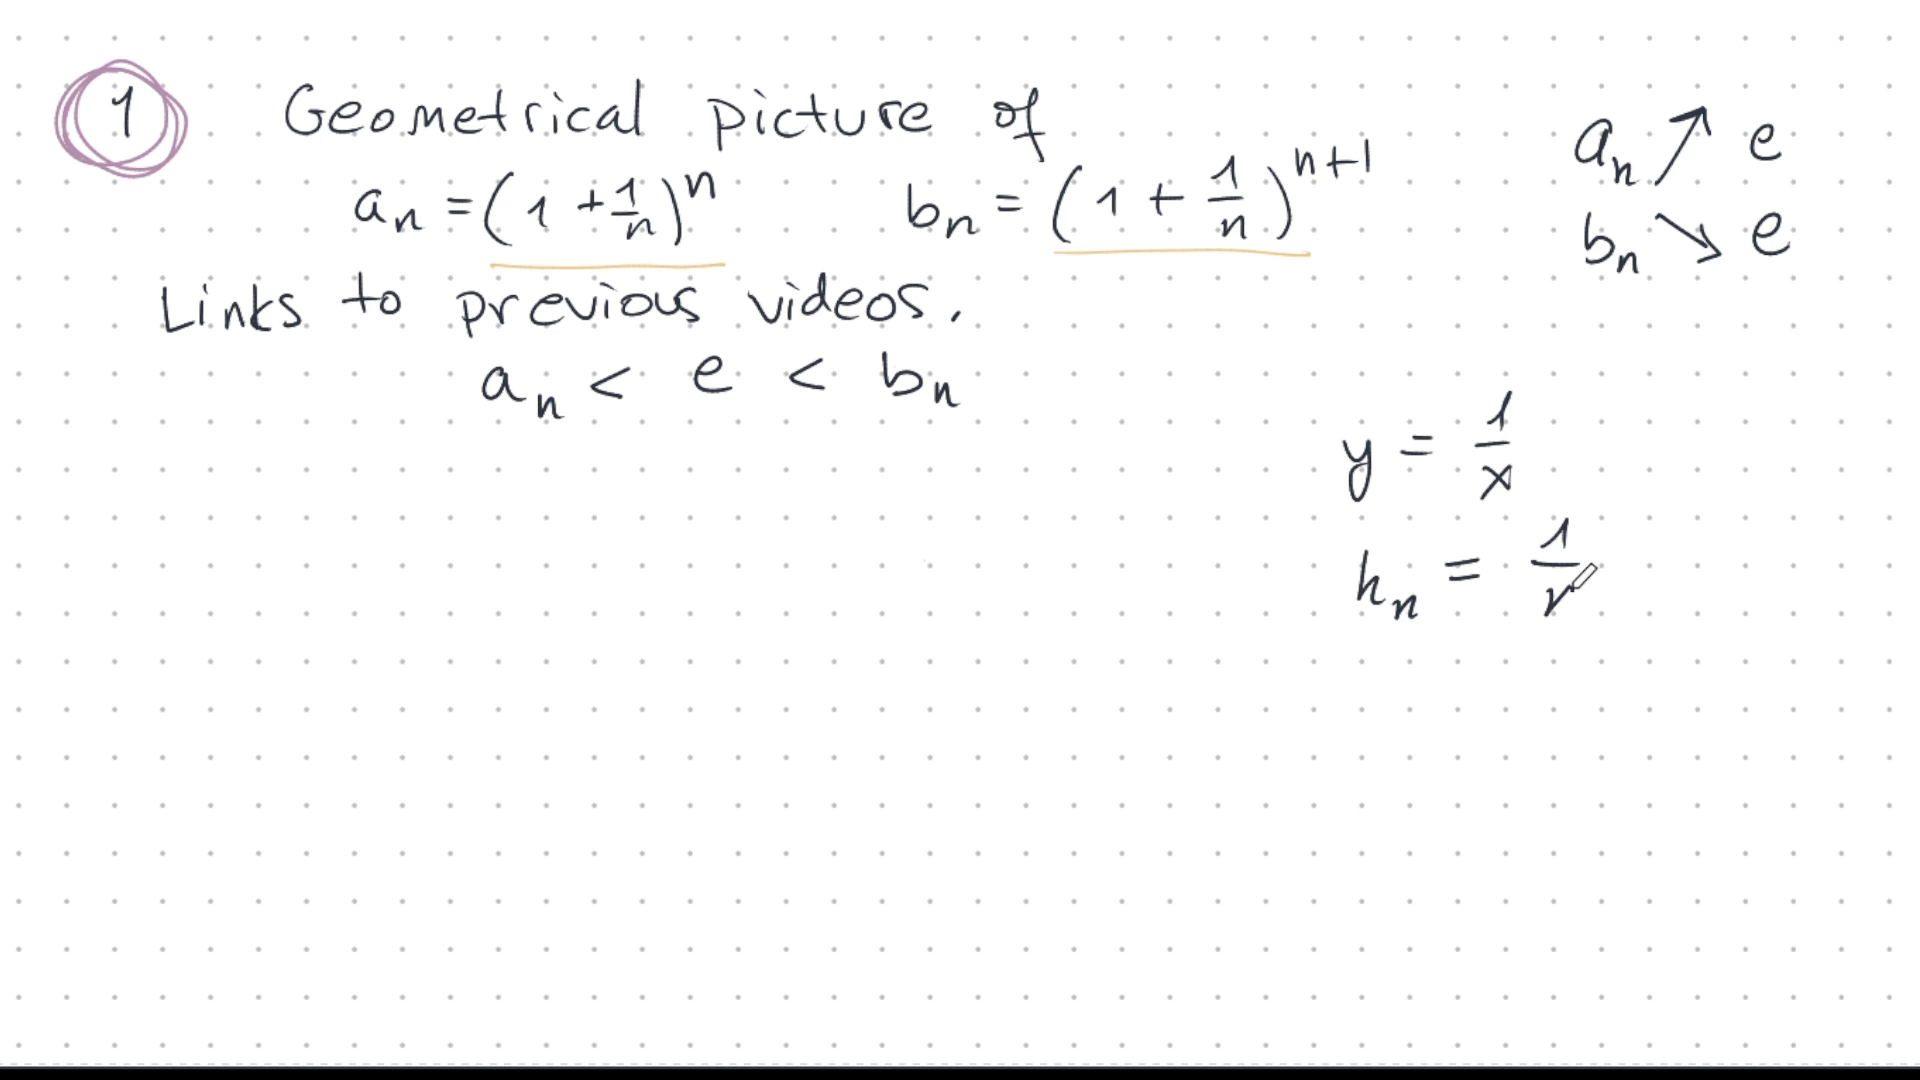 1 Geometrical picture of
aₙ = (1 + 1/n)ⁿ bₙ = (1 + 1/n)ⁿ⁺¹
Links to previous videos.
aₙ < e < bₙ
aₙ ↗ e
bₙ ↘ e
y = 1/x
hₙ = 1/